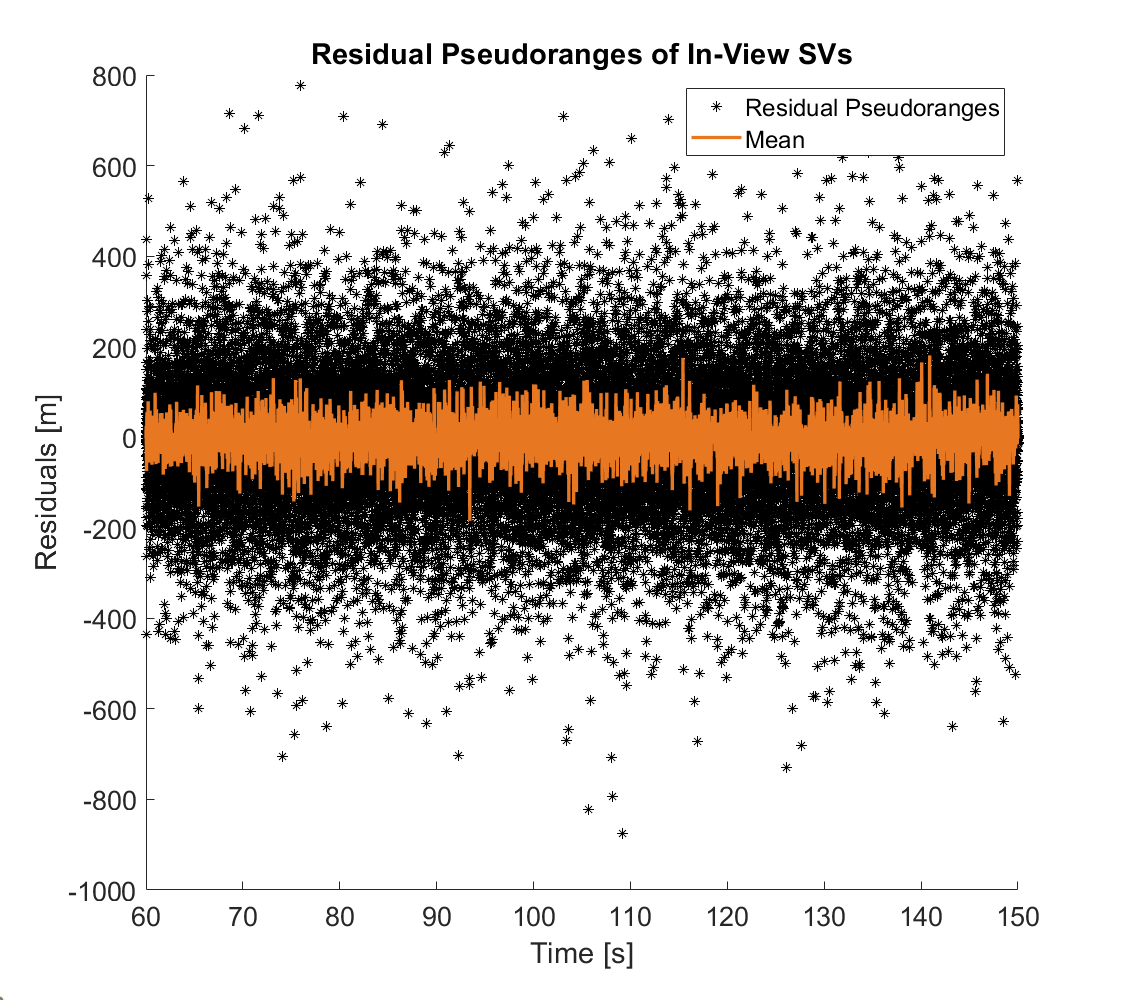 Residual Pseudoranges of In-View SVs
800
600
400
200
0
-200
-400
-600
-800
-1000
Residuals [m]
Residual Pseudoranges
Mean
60 70 80 90 100 110 120 130 140 150
Time [s]